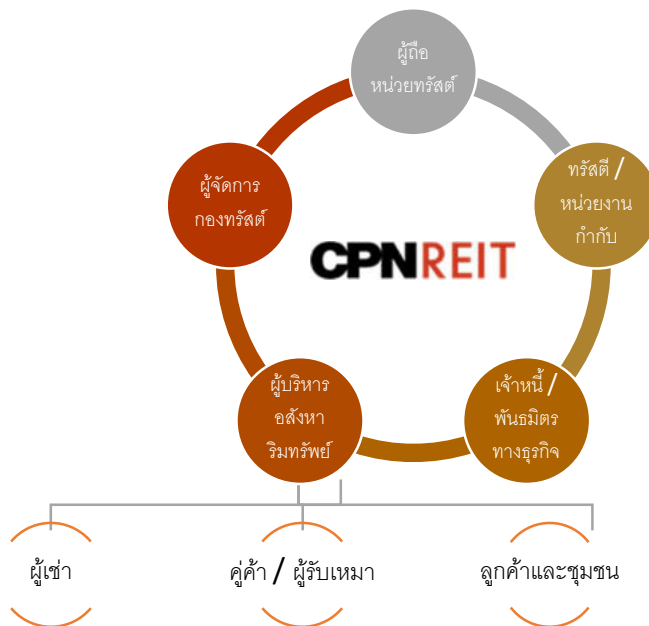 ผู้ถือ
หน่วยทรัสต์
ผู้จัดการ
กองทรัสต์
ทรัสตี /
หน่วยงาน
กำกับ
CPNREIT
ผู้บริหาร
อสังหา
ริมทรัพย์
เจ้าหนี้ /
พันธมิตร
ทางธุรกิจ
ผู้เช่า
คู่ค้า / ผู้รับเหมา
ลูกค้าและชุมชน